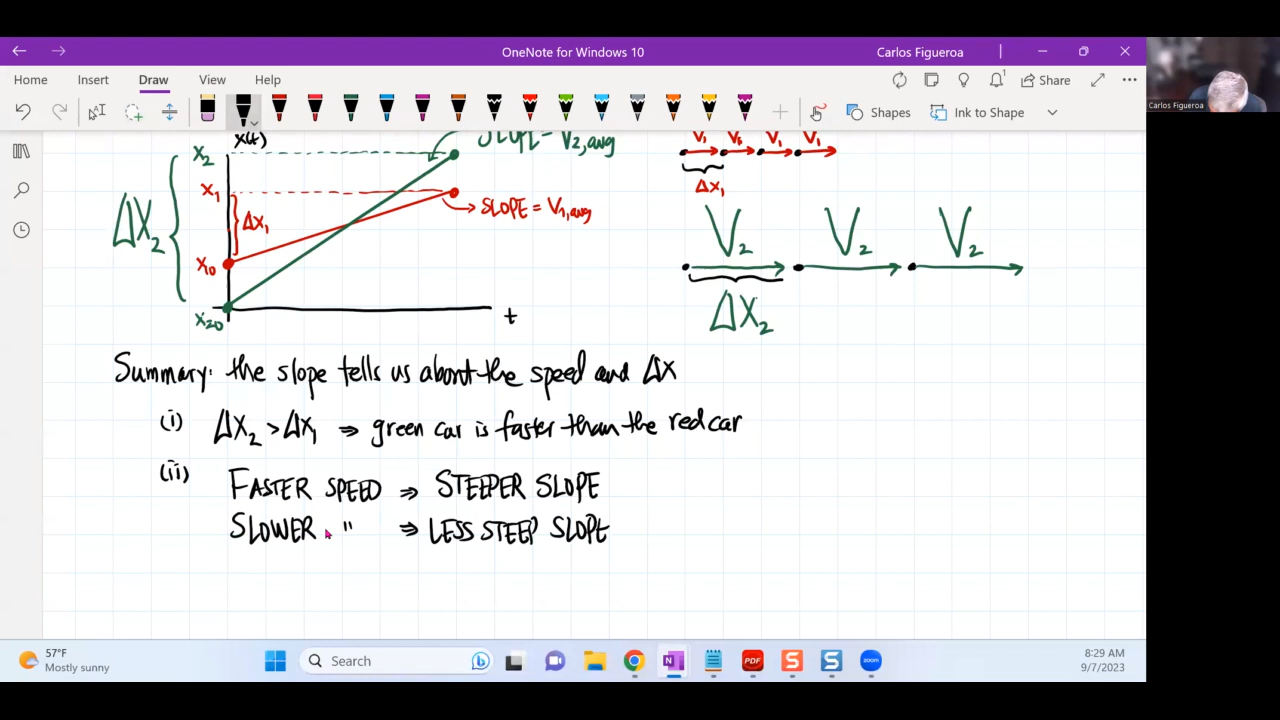 OneNote for Windows 10
Carlos Figueroa
Home Insert Draw View Help
1
Share
Shapes
Ink to Shape
Carlos Figueroa
x(t)
SLOPE = V2,avg
X2
X1
ΔX2
ΔX1
SLOPE = V1,avg
X10
X20
t
V1 V1 V1 V1
ΔX1
V2 V2 V2
ΔX2
Summary: the slope tells us about the speed and ΔX
(i) ΔX2 > ΔX1 ⇒ green car is faster than the red car
(ii) FASTER SPEED ⇒ STEEPER SLOPE
SLOWER " ⇒ LESS STEEP SLOPE
57°F
Mostly sunny
Search
PDF
S
S
zoom
8:29 AM
9/7/2023